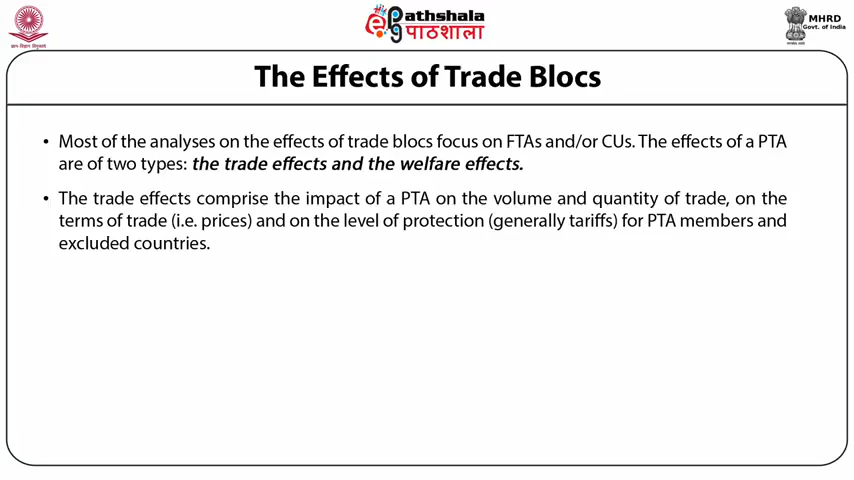 ePathshala
पाठशाला
MHRD
Govt. of India
The Effects of Trade Blocs
• Most of the analyses on the effects of trade blocs focus on FTAs and/or CUs. The effects of a PTA
are of two types: the trade effects and the welfare effects.
• The trade effects comprise the impact of a PTA on the volume and quantity of trade, on the
terms of trade (i.e. prices) and on the level of protection (generally tariffs) for PTA members and
excluded countries.